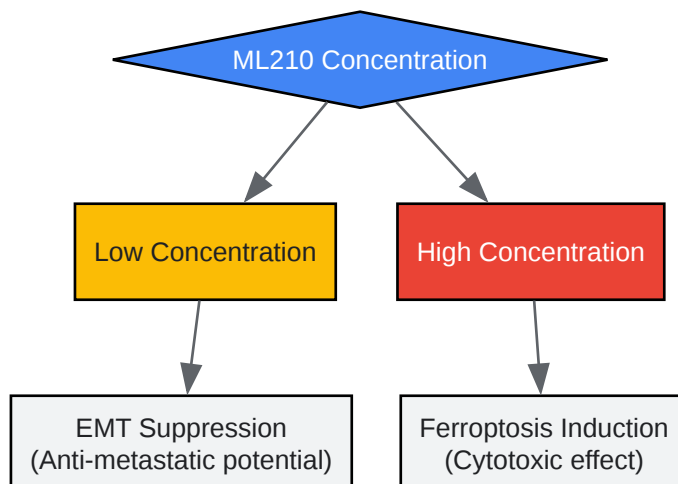 ML210 Concentration
Low Concentration
High Concentration
EMT Suppression
(Anti-metastatic potential)
Ferroptosis Induction
(Cytotoxic effect)